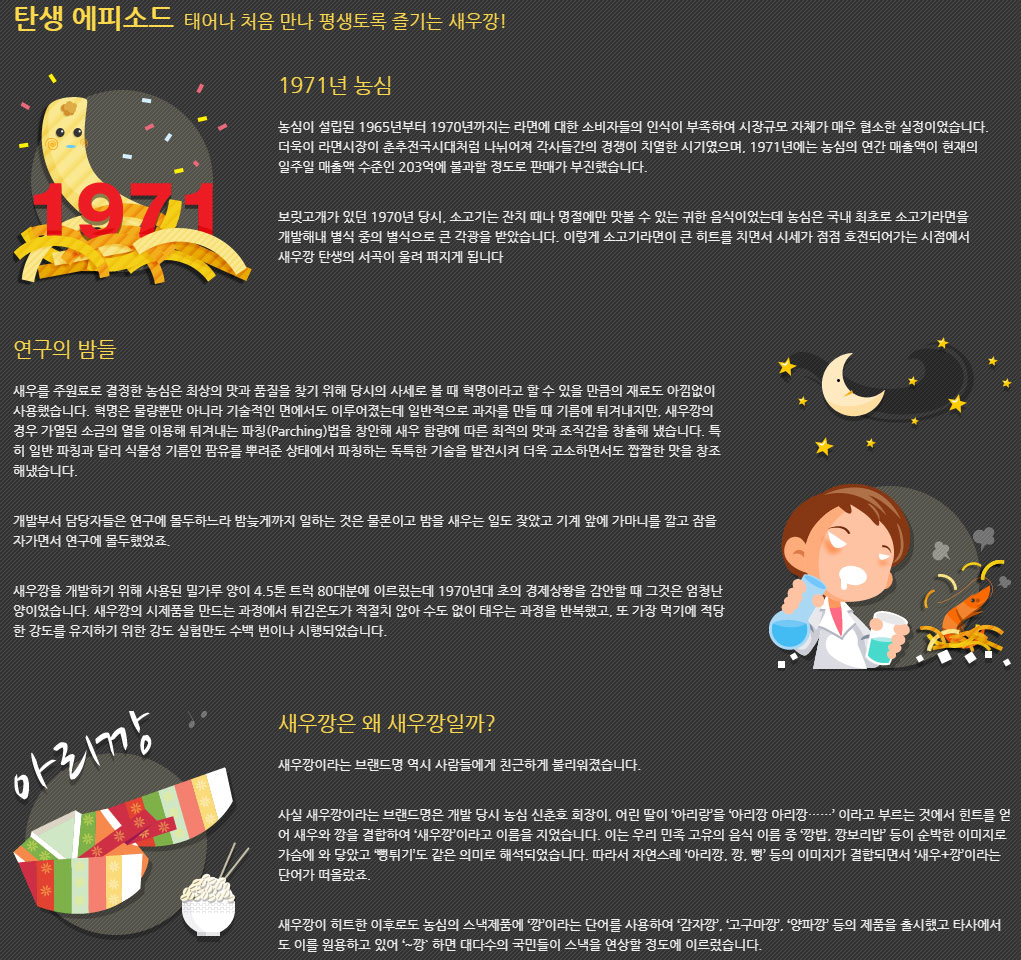 탄생 에피소드 태어나 처음 만나 평생토록 즐기는 새우깡!
1971년 농심
농심이 설립된 1965년부터 1970년까지는 라면에 대한 소비자들의 인식이 부족하여 시장규모 자체가 매우 협소한 실정이었습니다.
더욱이 라면시장이 춘추전국시대처럼 나뉘어져 각사들간의 경쟁이 치열한 시기였으며, 1971년에는 농심의 연간 매출액이 현재의
일주일 매출액 수준인 203억에 불과할 정도로 판매가 부진했습니다.
1971
보릿고개가 있던 1970년 당시, 소고기는 잔치 때나 명절에만 맛볼 수 있는 귀한 음식이었는데 농심은 국내 최초로 소고기라면을
개발해내 별식 중의 별식으로 큰 각광을 받았습니다. 이렇게 소고기라면이 큰 히트를 치면서 시세가 점점 호전되어가는 시점에서
새우깡 탄생의 서곡이 울려 퍼지게 됩니다
연구의 밤들
새우를 주원료로 결정한 농심은 최상의 맛과 품질을 찾기 위해 당시의 시세로 볼 때 혁명이라고 할 수 있을 만큼의 재료도 아낌없이
사용했습니다. 혁명은 물량뿐만 아니라 기술적인 면에서도 이루어졌는데 일반적으로 과자를 만들 때 기름에 튀겨내지만, 새우깡의
경우 가열된 소금의 열을 이용해 튀겨내는 파칭(Parching)법을 창안해 새우 함량에 따른 최적의 맛과 조직감을 창출해 냈습니다. 특
히 일반 파칭과 달리 식물성 기름인 팜유를 뿌려준 상태에서 파칭하는 독특한 기술을 발전시켜 더욱 고소하면서도 짭짤한 맛을 창조
해냈습니다.
개발부서 담당자들은 연구에 몰두하느라 밤늦게까지 일하는 것은 물론이고 밤을 새우는 일도 잦았고 기계 앞에 가마니를 깔고 잠을
자가면서 연구에 몰두했었죠.
새우깡을 개발하기 위해 사용된 밀가루 양이 4.5톤 트럭 80대분에 이르렀는데 1970년대 초의 경제상황을 감안할 때 그것은 엄청난
양이었습니다. 새우깡의 시제품을 만드는 과정에서 튀김온도가 적절치 않아 수도 없이 태우는 과정을 반복했고, 또 가장 먹기에 적당
한 강도를 유지하기 위한 강도 실험만도 수백 번이나 시행되었습니다.
아리깡
새우깡은 왜 새우깡일까?
새우깡이라는 브랜드명 역시 사람들에게 친근하게 불리워졌습니다.
사실 새우깡이라는 브랜드명은 개발 당시 농심 신춘호 회장이, 어린 딸이 ‘아리랑’을 ‘아리깡 아리깡……’ 이라고 부르는 것에서 힌트를 얻
어 새우와 깡을 결합하여 ‘새우깡’이라고 이름을 지었습니다. 이는 우리 민족 고유의 음식 이름 중 ‘깡밥, 깡보리밥’ 등이 순박한 이미지로
가슴에 와 닿았고 ‘뻥튀기’도 같은 의미로 해석되었습니다. 따라서 자연스레 ‘아리깡, 깡, 뻥’ 등의 이미지가 결합되면서 ‘새우+깡’이라는
단어가 떠올랐죠.
새우깡이 히트한 이후로도 농심의 스낵제품에 ‘깡’이라는 단어를 사용하여 ‘감자깡’, ‘고구마깡’, ‘양파깡’ 등의 제품을 출시했고 타사에서
도 이를 원용하고 있어 ‘~깡` 하면 대다수의 국민들이 스낵을 연상할 정도에 이르렀습니다.